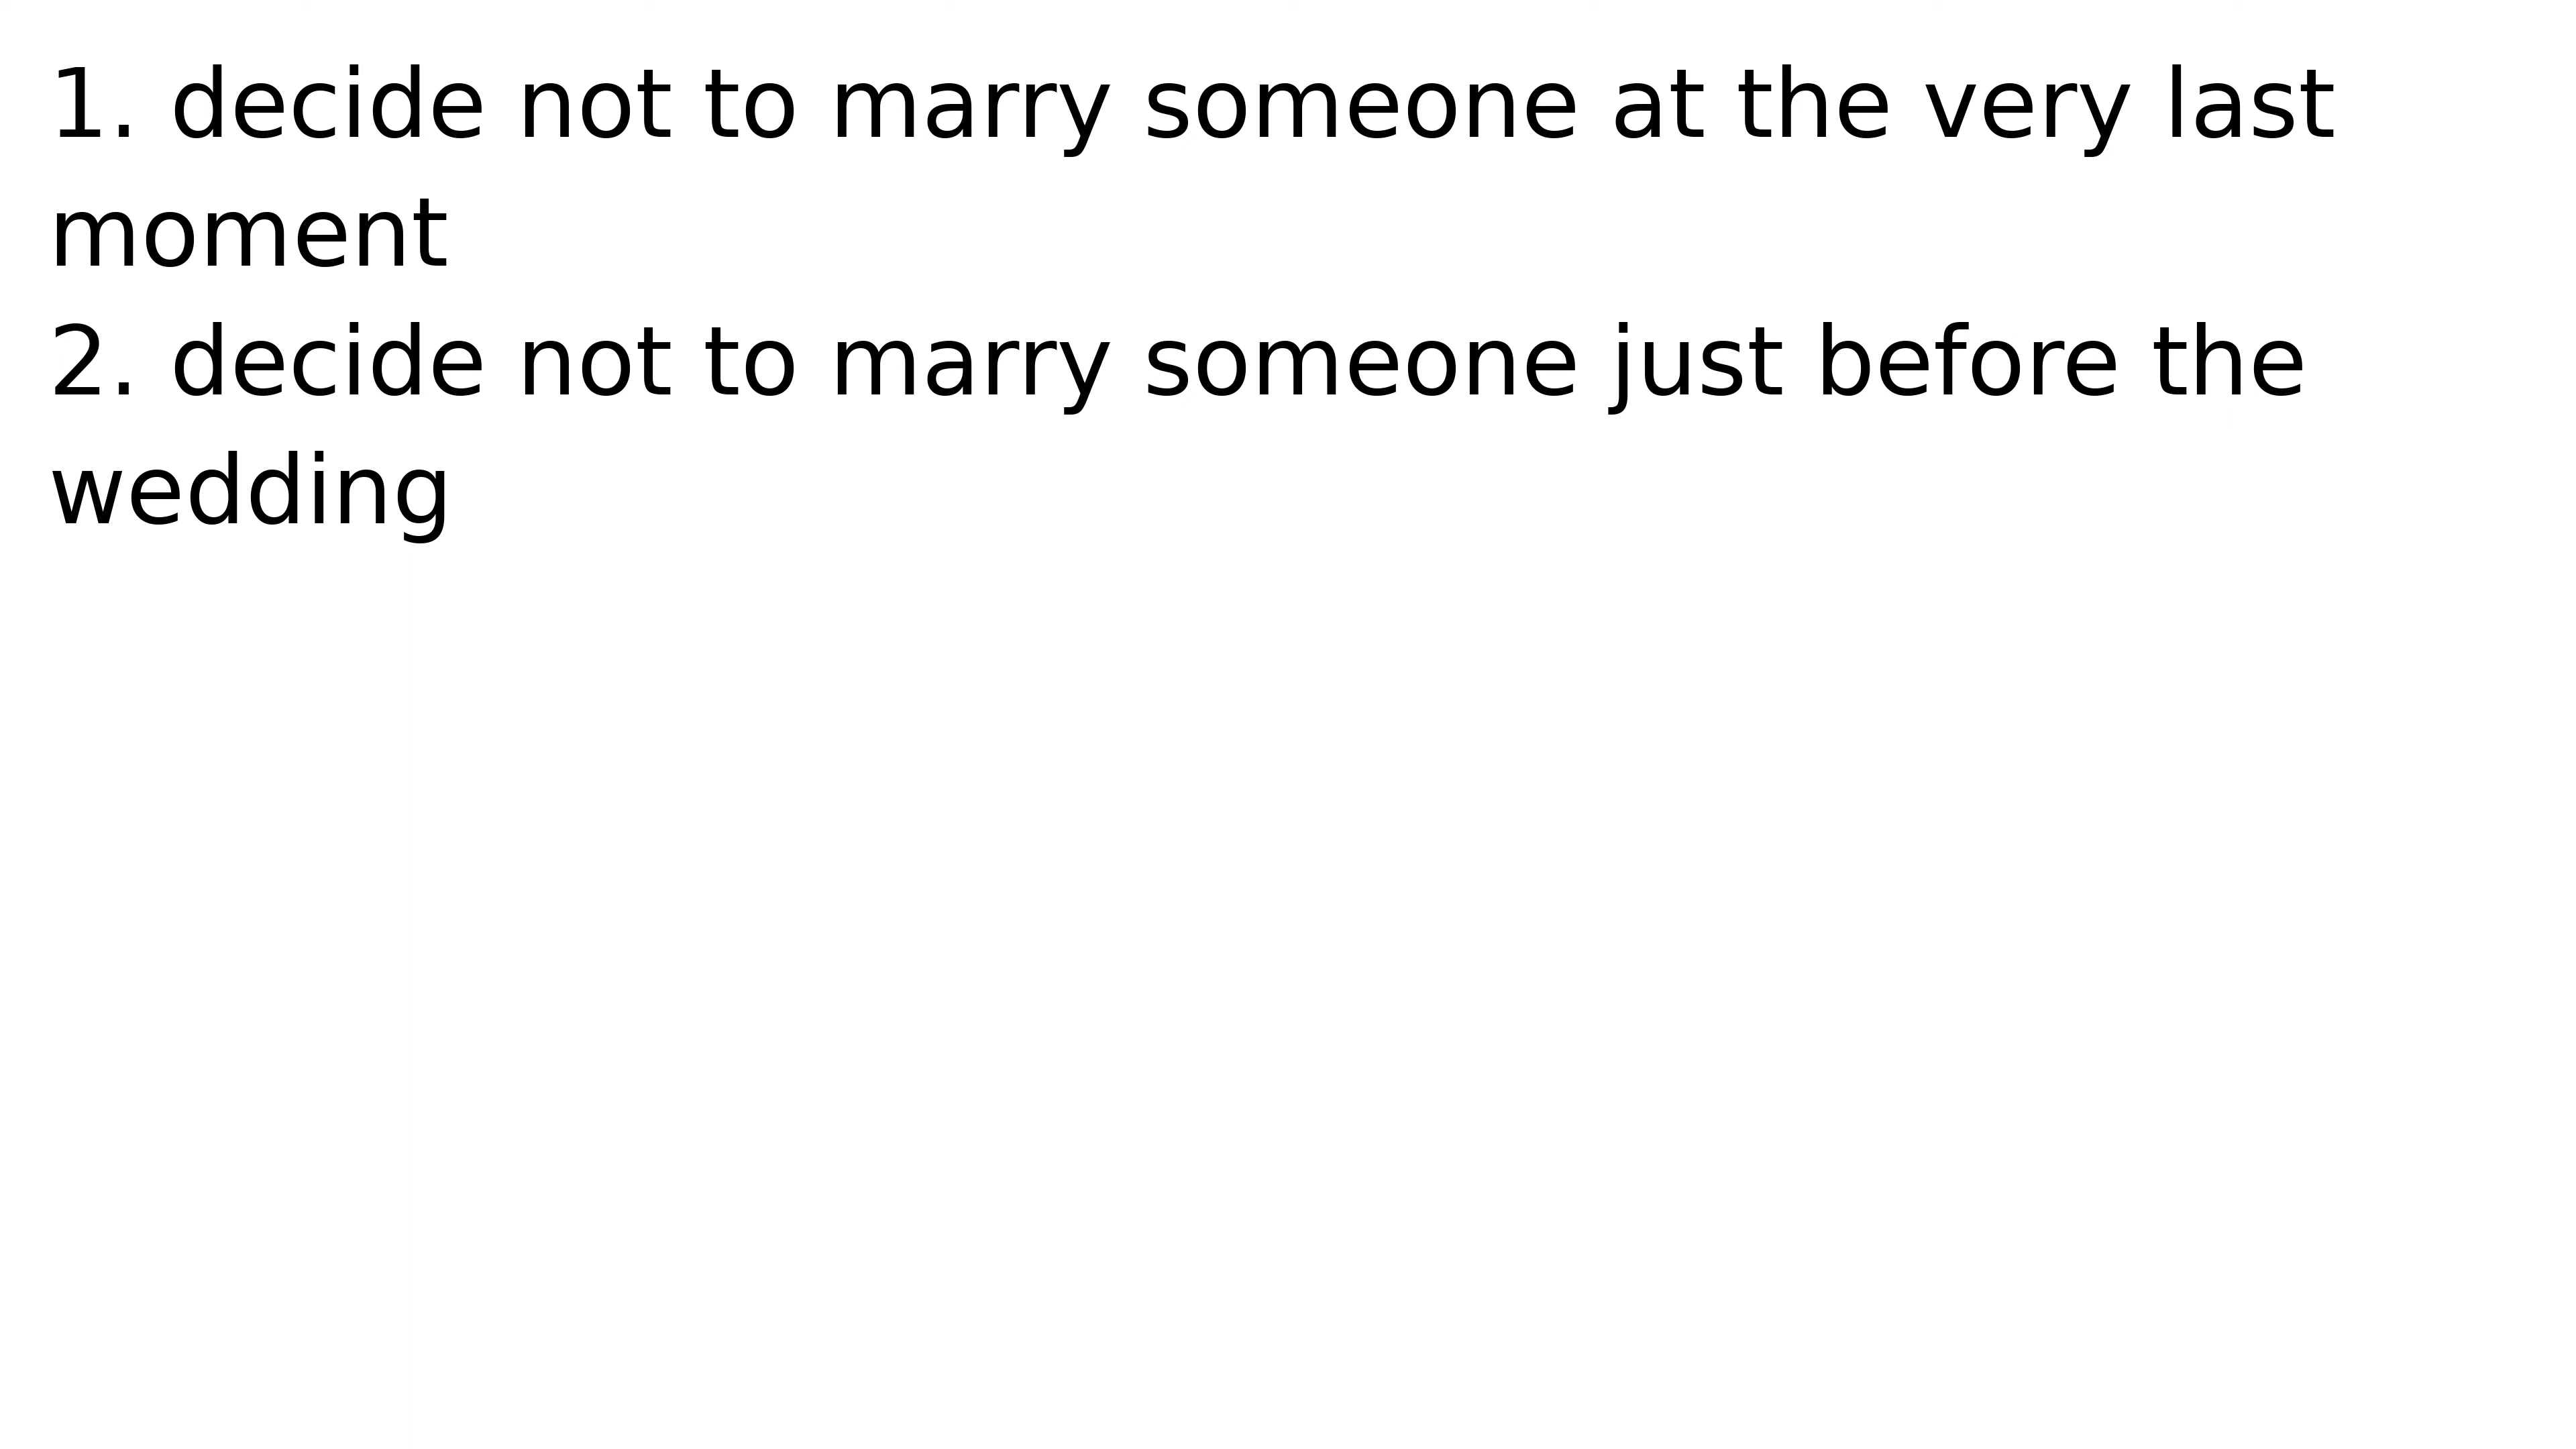 1. decide not to marry someone at the very last
moment
2. decide not to marry someone just before the
wedding